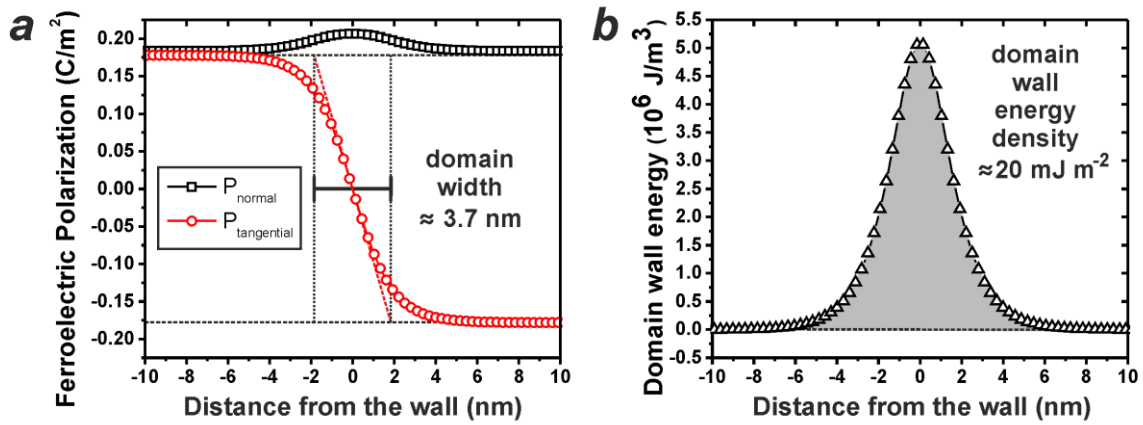 a
Ferroelectric Polarization (C/m²)
0.20
0.15
0.10
0.05
0.00
-0.05
-0.10
-0.15
-0.20
P normal
P tangential
domain
width
≈ 3.7 nm
-10 -8 -6 -4 -2 0 2 4 6 8 10
Distance from the wall (nm)
b
Domain wall energy (10⁶ J/m³)
5.5
5.0
4.5
4.0
3.5
3.0
2.5
2.0
1.5
1.0
0.5
0.0
-0.5
domain
wall
energy
density
≈20 mJ m⁻²
-10 -8 -6 -4 -2 0 2 4 6 8 10
Distance from the wall (nm)